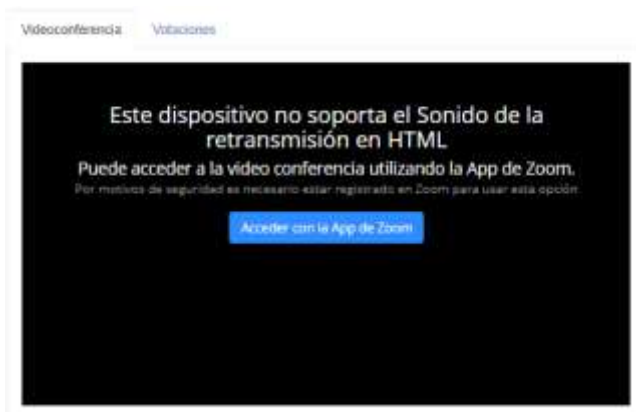 Videoconferencia
Votaciones
Este dispositivo no soporta el Sonido de la
retransmisión en HTML
Puede acceder a la video conferencia utilizando la App de Zoom.
Por motivos de seguridad es necesario estar registrado en Zoom para usar esta opción
Acceder con la App de Zoom